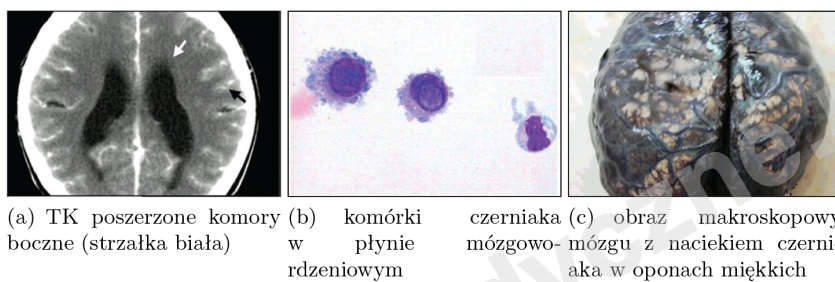 (a) TK poszerzone komory
boczne (strzałka biała)
(b) komórki czerniaka
w płynie mózgowo-
rdzeniowym
(c) obraz makroskopowy
mózgu z naciekiem czerni-
aka w oponach miękkich